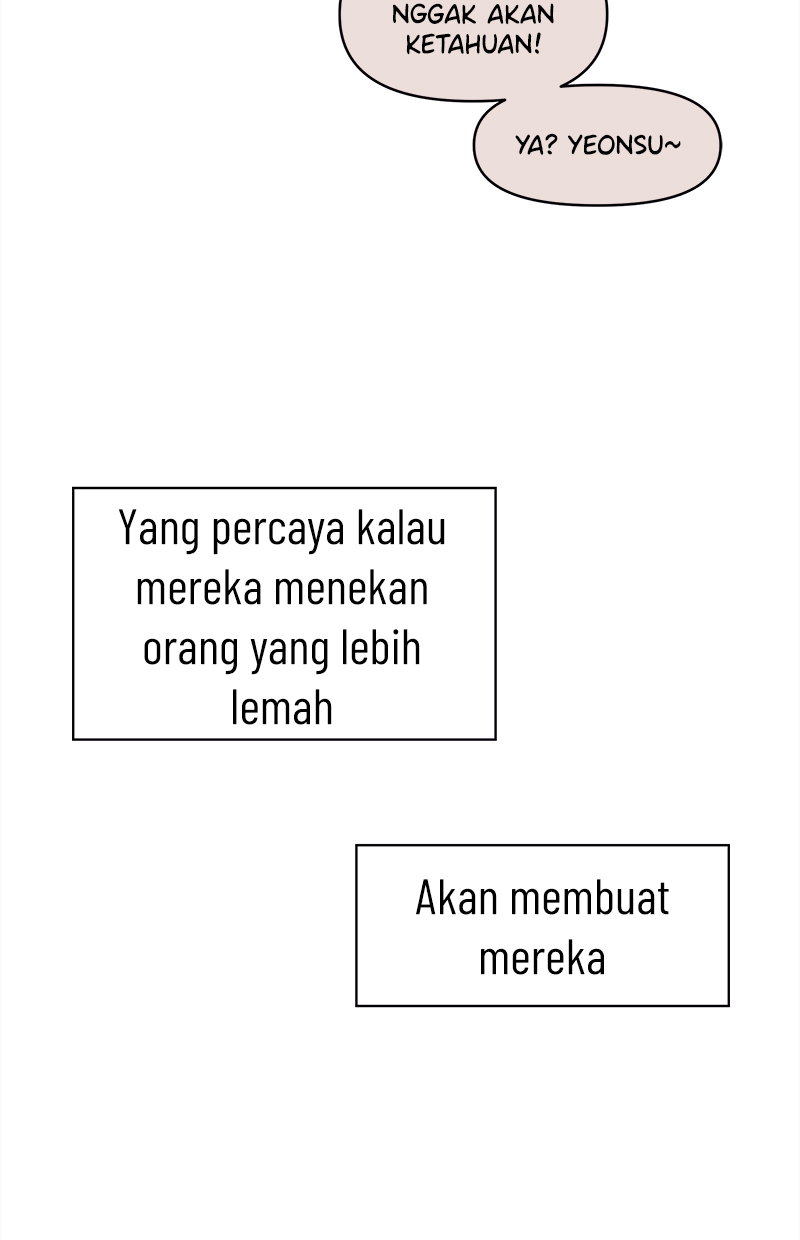 NGGAK AKAN
KETAHUAN!
YA? YEONSU~
Yang percaya kalau
mereka menekan
orang yang lebih
lemah
Akan membuat
mereka